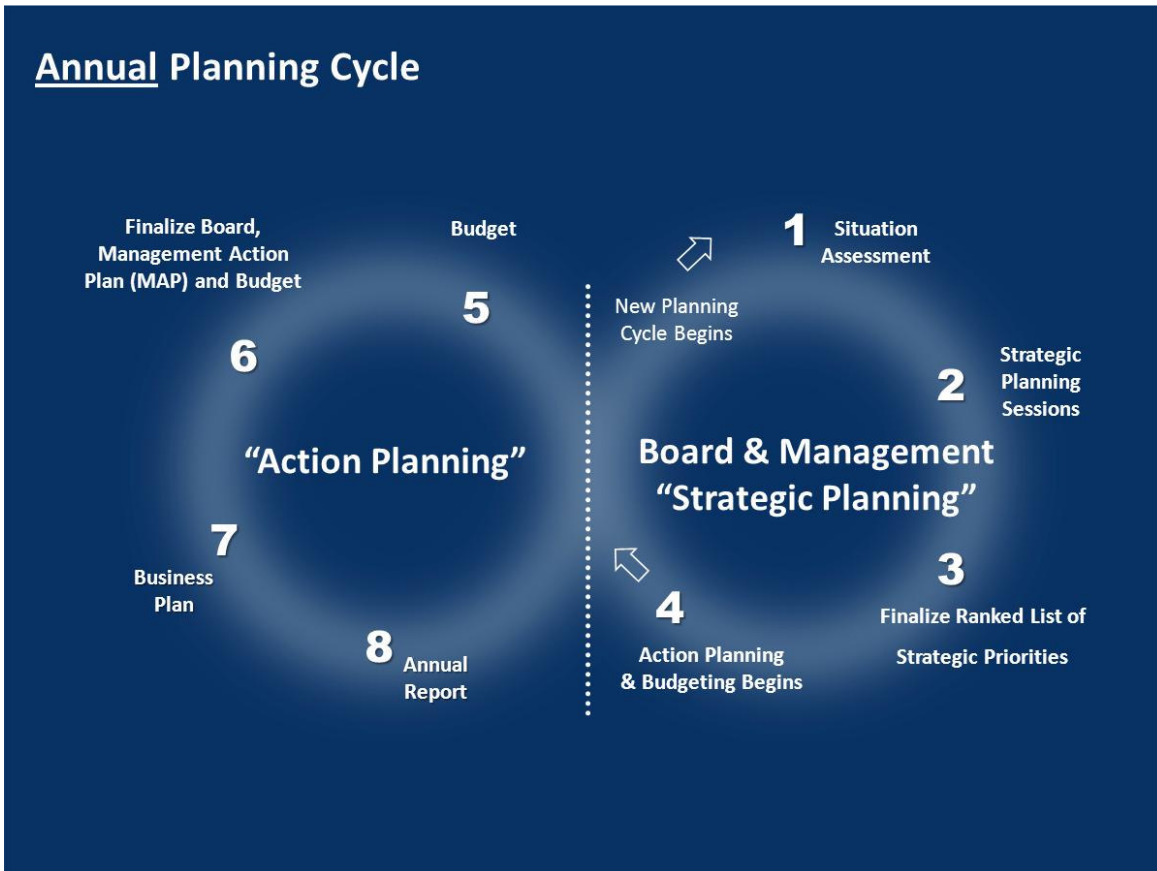 Annual Planning Cycle
1
Situation
Assessment
2
Strategic
Planning
Sessions
3
Finalize Ranked List of
Strategic Priorities
4
Action Planning
& Budgeting Begins
Board & Management
“Strategic Planning”
New Planning
Cycle Begins
Budget
5
Finalize Board,
Management Action
Plan (MAP) and Budget
6
“Action Planning”
7
Business
Plan
8
Annual
Report